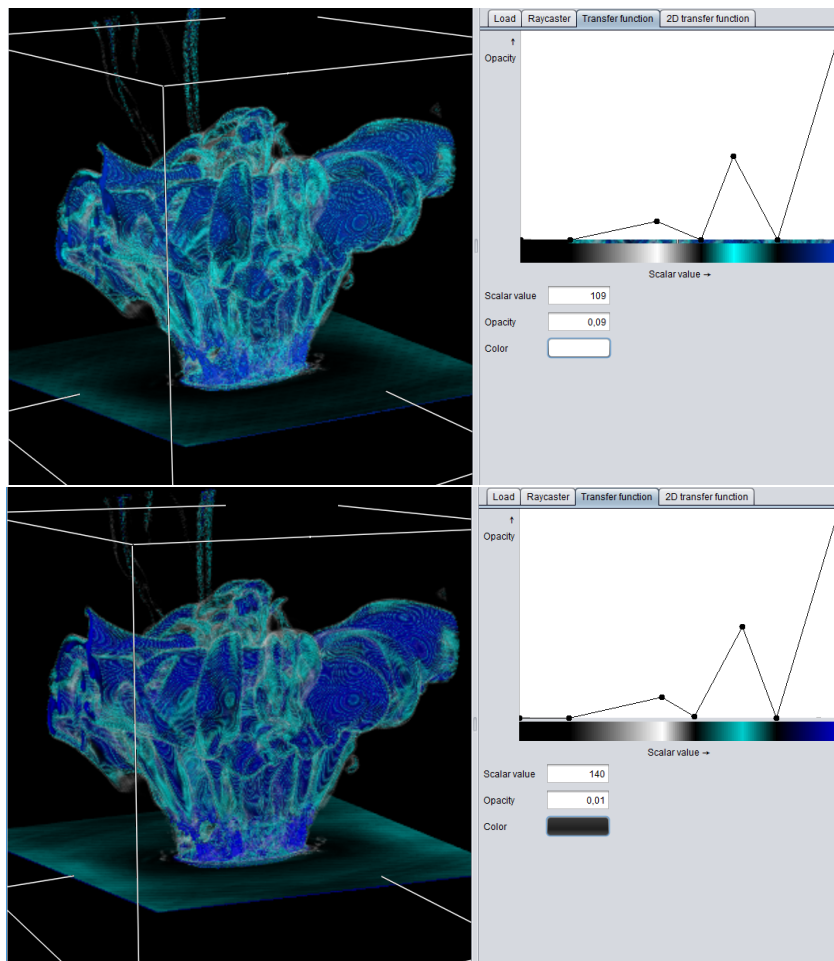 Load Raycaster Transfer function 2D transfer function
↑
Opacity
Scalar value →
Scalar value 109
Opacity 0,09
Color
Load Raycaster Transfer function 2D transfer function
↑
Opacity
Scalar value →
Scalar value 140
Opacity 0,01
Color